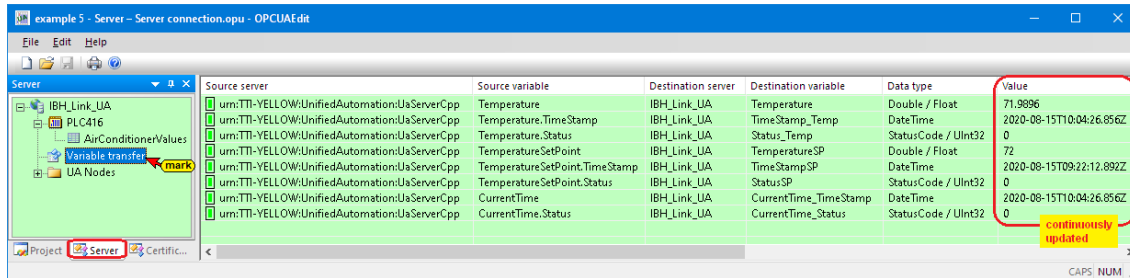 example 5 - Server – Server connection.opu - OPCUAEdit
File Edit Help
Server
Source server Source variable Destination server Destination variable Data type Value
IBH_Link_UA
PLC416
AirConditionerValues
Variable transfer
mark
UA Nodes
urn:TTI-YELLOW:UnifiedAutomation:UaServerCpp Temperature IBH_Link_UA Temperature Double / Float 71.9896
urn:TTI-YELLOW:UnifiedAutomation:UaServerCpp Temperature.TimeStamp IBH_Link_UA TimeStamp_Temp DateTime 2020-08-15T10:04:26.856Z
urn:TTI-YELLOW:UnifiedAutomation:UaServerCpp Temperature.Status IBH_Link_UA Status_Temp StatusCode / UInt32 0
urn:TTI-YELLOW:UnifiedAutomation:UaServerCpp TemperatureSetPoint IBH_Link_UA TemperatureSP Double / Float 72
urn:TTI-YELLOW:UnifiedAutomation:UaServerCpp TemperatureSetPoint.TimeStamp IBH_Link_UA TimeStampSP DateTime 2020-08-15T09:22:12.892Z
urn:TTI-YELLOW:UnifiedAutomation:UaServerCpp TemperatureSetPoint.Status IBH_Link_UA StatusSP StatusCode / UInt32 0
urn:TTI-YELLOW:UnifiedAutomation:UaServerCpp CurrentTime IBH_Link_UA CurrentTime_TimeStamp DateTime 2020-08-15T10:04:26.856Z
urn:TTI-YELLOW:UnifiedAutomation:UaServerCpp CurrentTime.Status IBH_Link_UA CurrentTime_Status StatusCode / UInt32 0
continuously
updated
Project Server Certific...
CAPS NUM